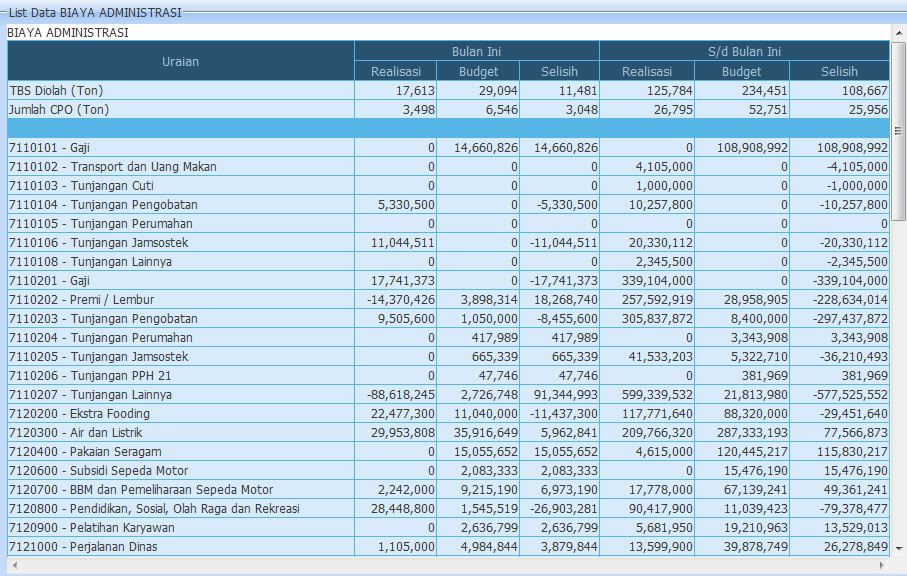 List Data BIAYA ADMINISTRASI
BIAYA ADMINISTRASI
Uraian Bulan Ini S/d Bulan Ini
Realisasi Budget Selisih Realisasi Budget Selisih
TBS Diolah (Ton) 17,613 29,094 11,481 125,784 234,451 108,667
Jumlah CPO (Ton) 3,498 6,546 3,048 26,795 52,751 25,956
7110101 - Gaji 0 14,660,826 14,660,826 0 108,908,992 108,908,992
7110102 - Transport dan Uang Makan 0 0 0 4,105,000 0 -4,105,000
7110103 - Tunjangan Cuti 0 0 0 1,000,000 0 -1,000,000
7110104 - Tunjangan Pengobatan 5,330,500 0 -5,330,500 10,257,800 0 -10,257,800
7110105 - Tunjangan Perumahan 0 0 0 0 0 0
7110106 - Tunjangan Jamsostek 11,044,511 0 -11,044,511 20,330,112 0 -20,330,112
7110108 - Tunjangan Lainnya 0 0 0 2,345,500 0 -2,345,500
7110201 - Gaji 17,741,373 0 -17,741,373 339,104,000 0 -339,104,000
7110202 - Premi / Lembur -14,370,426 3,898,314 18,268,740 257,592,919 28,958,905 -228,634,014
7110203 - Tunjangan Pengobatan 9,505,600 1,050,000 -8,455,600 305,837,872 8,400,000 -297,437,872
7110204 - Tunjangan Perumahan 0 417,989 417,989 0 3,343,908 3,343,908
7110205 - Tunjangan Jamsostek 0 665,339 665,339 41,533,203 5,322,710 -36,210,493
7110206 - Tunjangan PPH 21 0 47,746 47,746 0 381,969 381,969
7110207 - Tunjangan Lainnya -88,618,245 2,726,748 91,344,993 599,339,532 21,813,980 -577,525,552
7120200 - Ekstra Fooding 22,477,300 11,040,000 -11,437,300 117,771,640 88,320,000 -29,451,640
7120300 - Air dan Listrik 29,953,808 35,916,649 5,962,841 209,766,320 287,333,193 77,566,873
7120400 - Pakaian Seragam 0 15,055,652 15,055,652 4,615,000 120,445,217 115,830,217
7120600 - Subsidi Sepeda Motor 0 2,083,333 2,083,333 0 15,476,190 15,476,190
7120700 - BBM dan Pemeliharaan Sepeda Motor 2,242,000 9,215,190 6,973,190 17,778,000 67,139,241 49,361,241
7120800 - Pendidikan, Sosial, Olah Raga dan Rekreasi 28,448,800 1,545,519 -26,903,281 90,417,900 11,039,423 -79,378,477
7120900 - Pelatihan Karyawan 0 2,636,799 2,636,799 5,681,950 19,210,963 13,529,013
7121000 - Perjalanan Dinas 1,105,000 4,984,844 3,879,844 13,599,900 39,878,749 26,278,849